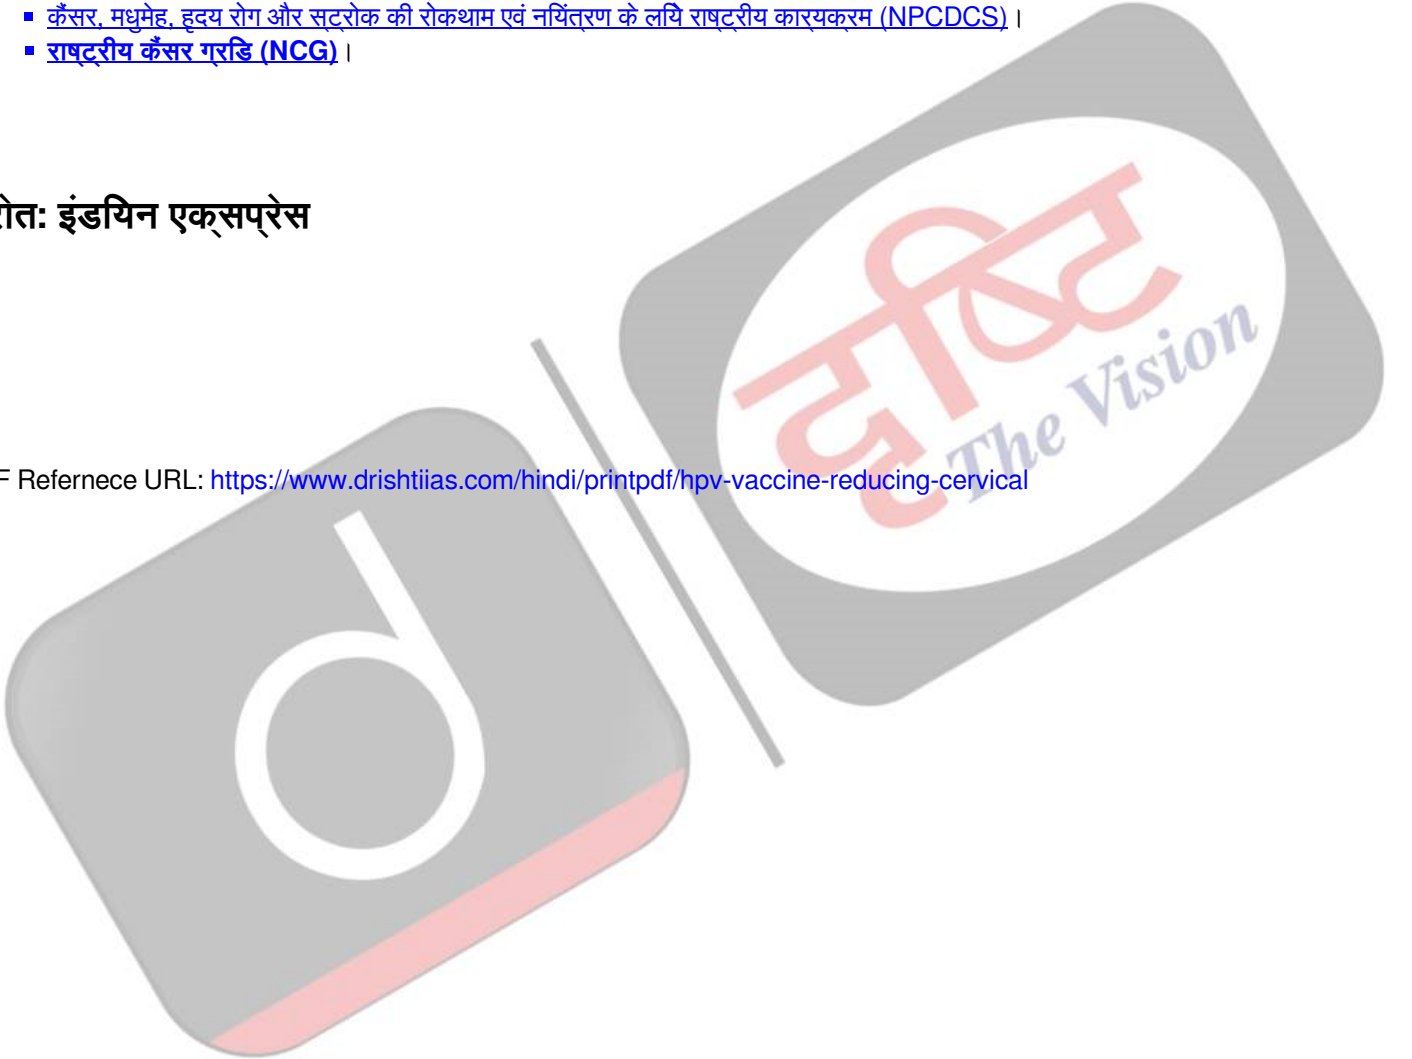 कैंसर, मधुमेह, हृदय रोग और स्ट्रोक की रोकथाम एवं नियंत्रण के लिये राष्ट्रीय कार्यक्रम (NPCDCS)।
राष्ट्रीय कैंसर ग्रिड (NCG)।
रोत: इंडियन एक्सप्रेस
दृष्टि
The Vision
F Refernece URL: https://www.drishtiias.com/hindi/printpdf/hpv-vaccine-reducing-cervical
d